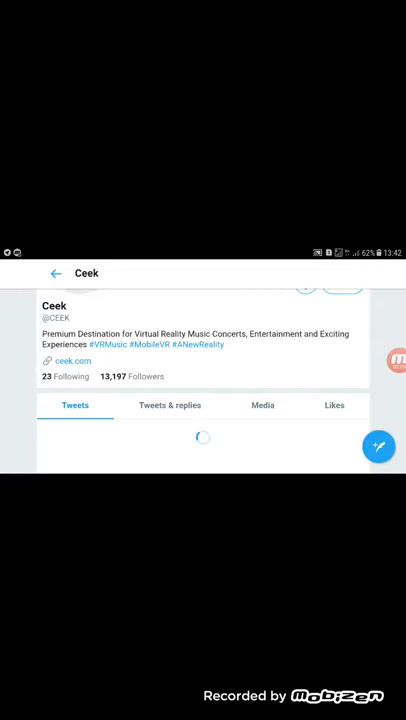 62% 13:42
Ceek
Ceek
@CEEK
Premium Destination for Virtual Reality Music Concerts, Entertainment and Exciting
Experiences #VRMusic #MobileVR #ANewReality
ceek.com
23 Following 13,197 Followers
Tweets Tweets & replies Media Likes
Recorded by mobizen